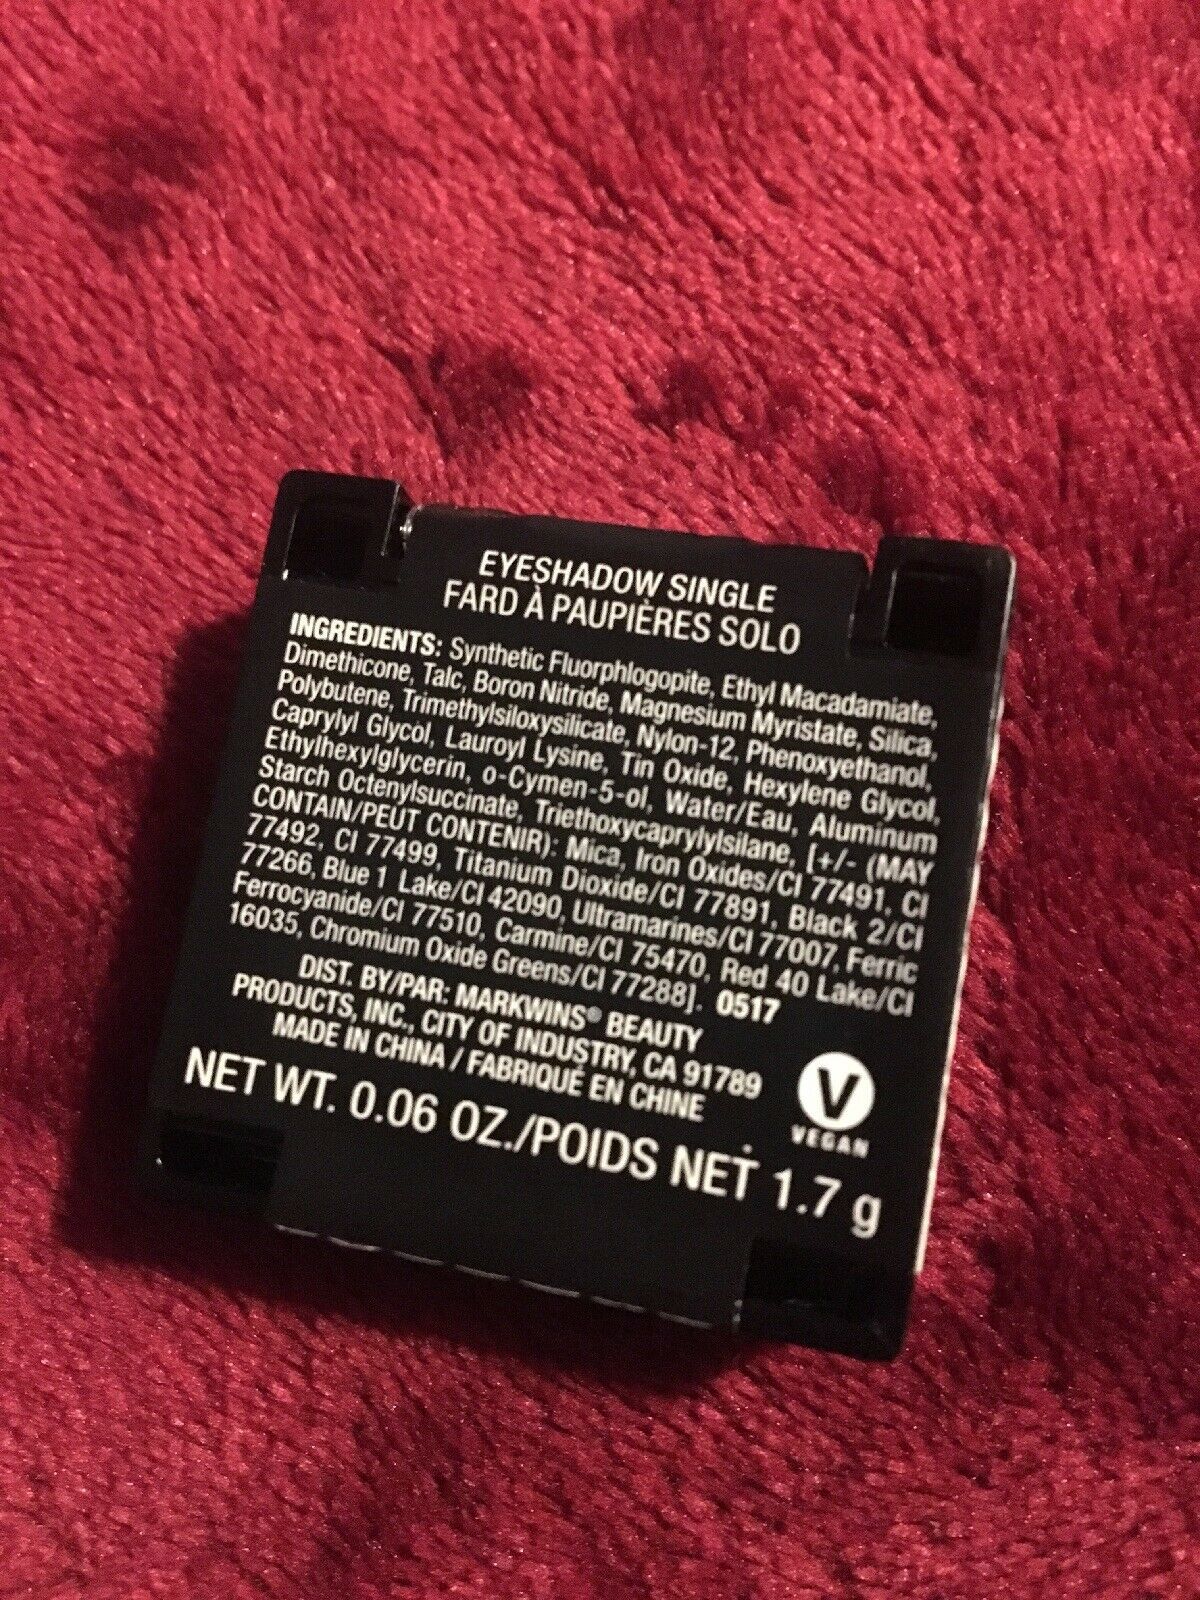 EYESHADOW SINGLE
FARD À PAUPIÈRES SOLO
INGREDIENTS: Synthetic Fluorphlogopite, Ethyl Macadamiate,
Dimethicone, Talc, Boron Nitride, Magnesium Myristate, Silica,
Polybutene, Trimethylsiloxysilicate, Nylon-12, Phenoxyethanol,
Caprylyl Glycol, Lauroyl Lysine, Tin Oxide, Hexylene Glycol,
Ethylhexylglycerin, o-Cymen-5-ol, Water/Eau, Aluminum
Starch Octenylsuccinate, Triethoxycaprylylsilane, [+/- (MAY
CONTAIN/PEUT CONTENIR): Mica, Iron Oxides/CI 77491, CI
77492, CI 77499, Titanium Dioxide/CI 77891, Black 2/CI
77266, Blue 1 Lake/CI 42090, Ultramarines/CI 77007, Ferric
Ferrocyanide/CI 77510, Carmine/CI 75470, Red 40 Lake/CI
16035, Chromium Oxide Greens/CI 77288]. 0517
DIST. BY/PAR: MARKWINS® BEAUTY
PRODUCTS, INC., CITY OF INDUSTRY, CA 91789
MADE IN CHINA / FABRIQUÉ EN CHINE
V
VEGAN
NET WT. 0.06 OZ./POIDS NET 1.7 g